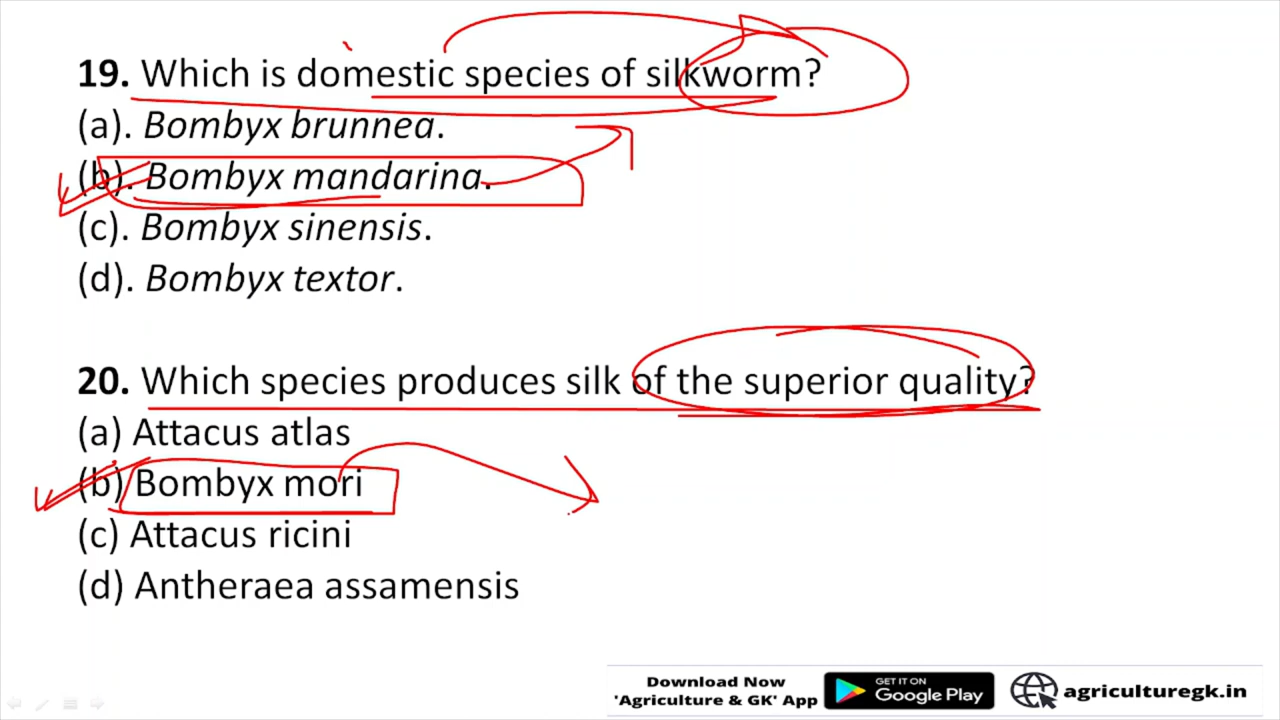 19. Which is domestic species of silkworm?
(a). Bombyx brunnea.
(b). Bombyx mandarina.
(c). Bombyx sinensis.
(d). Bombyx textor.
20. Which species produces silk of the superior quality?
(a) Attacus atlas
(b) Bombyx mori
(c) Attacus ricini
(d) Antheraea assamensis
Download Now
'Agriculture & GK' App
GET IT ON
Google Play
agriculturegk.in